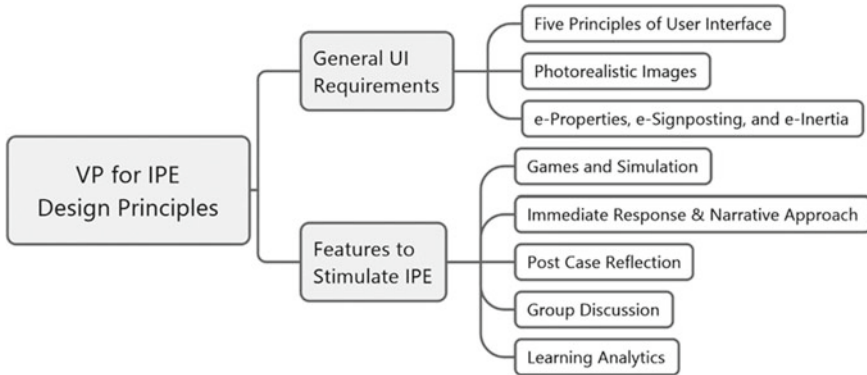 VP for IPE
Design Principles
General UI
Requirements
Five Principles of User Interface
Photorealistic Images
e-Properties, e-Signposting, and e-Inertia
Features to
Stimulate IPE
Games and Simulation
Immediate Response & Narrative Approach
Post Case Reflection
Group Discussion
Learning Analytics